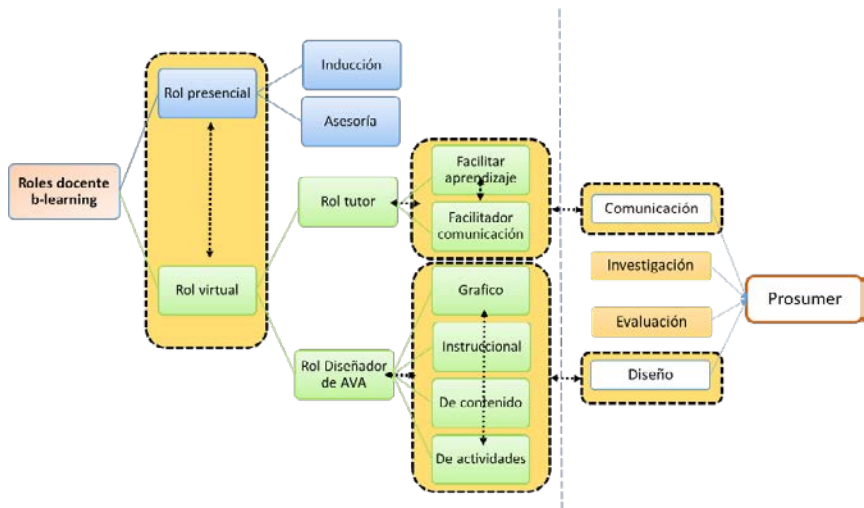 Roles docente
b-learning
Rol presencial
Inducción
Asesoría
Rol virtual
Rol tutor
Facilitar
aprendizaje
Facilitador
comunicación
Rol Diseñador
de AVA
Grafico
Instruccional
De contenido
De actividades
Comunicación
Investigación
Evaluación
Diseño
Prosumer